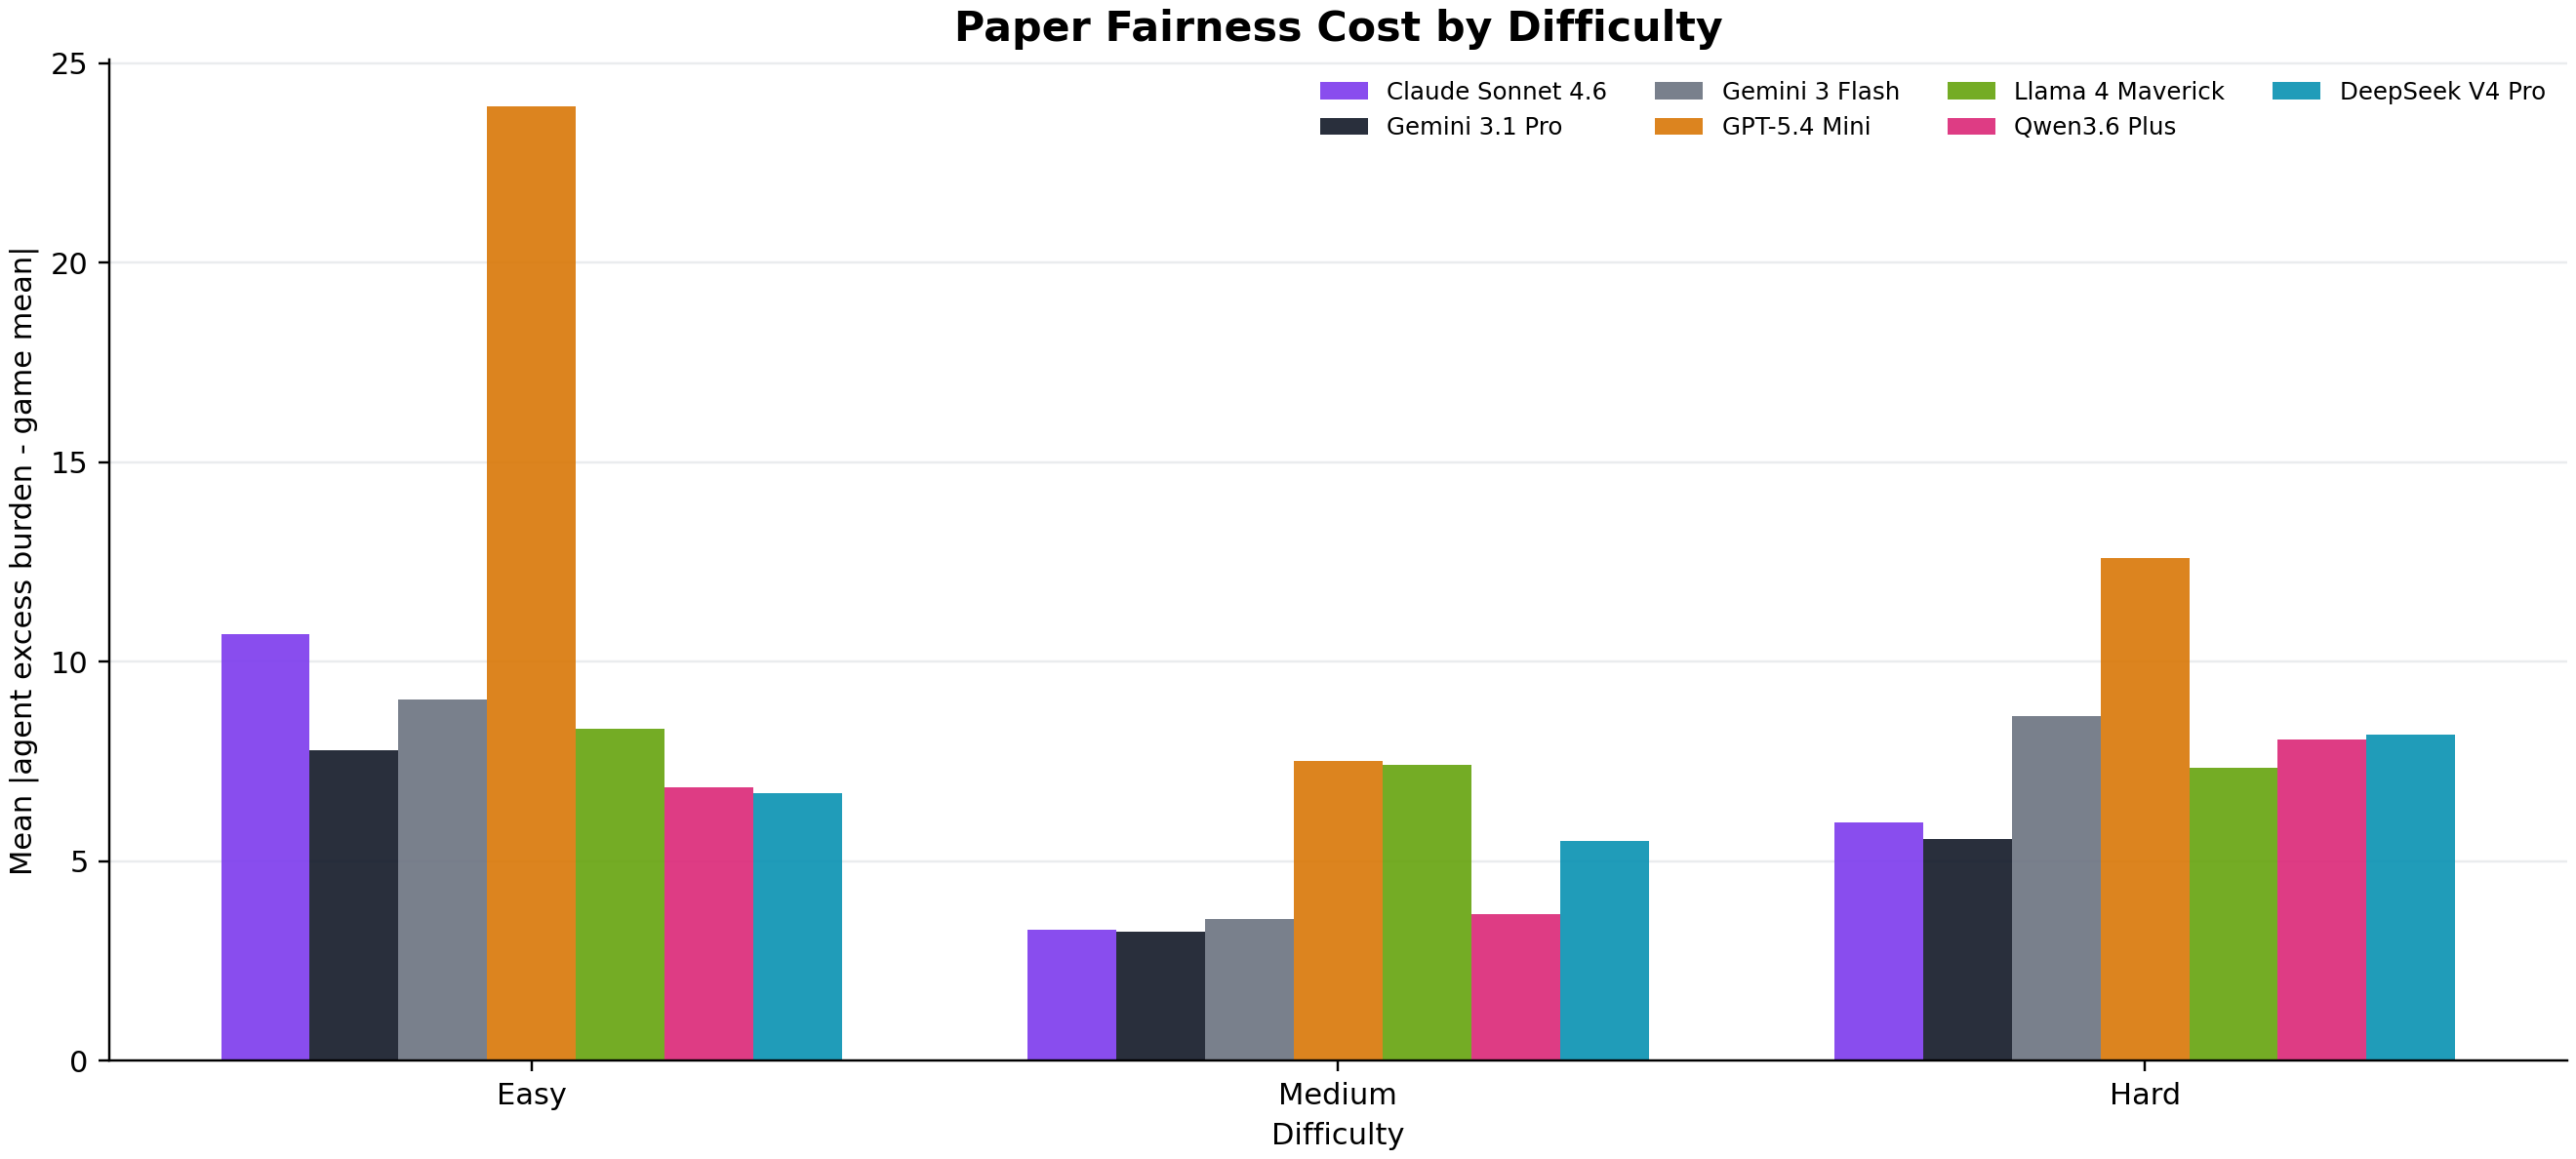 Paper Fairness Cost by Difficulty
Mean |agent excess burden - game mean|
25
20
15
10
5
0
Claude Sonnet 4.6
Gemini 3.1 Pro
Gemini 3 Flash
GPT-5.4 Mini
Llama 4 Maverick
Qwen3.6 Plus
DeepSeek V4 Pro
Easy
Medium
Hard
Difficulty